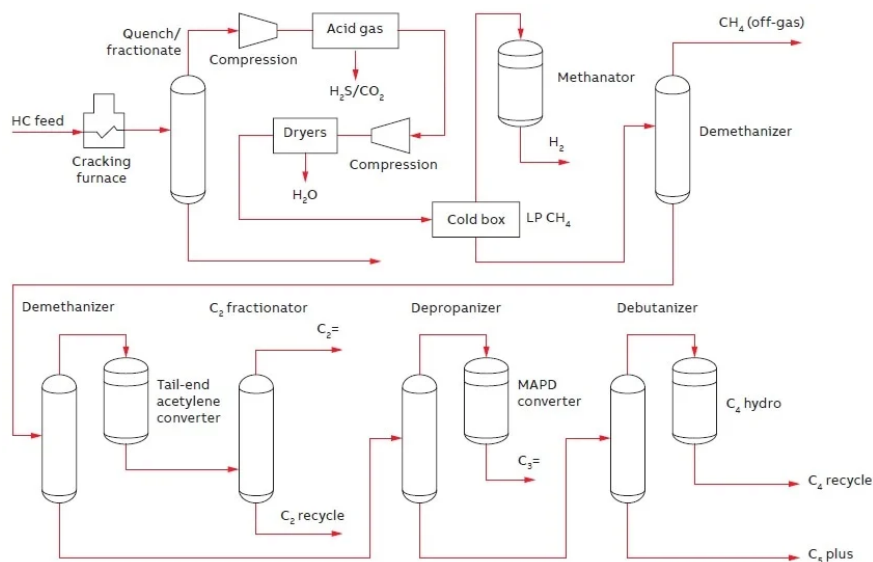 CH₄ (off-gas)
Quench/
fractionate
Acid gas
Compression
Methanator
H₂S/CO₂
HC feed
Dryers
Demethanizer
H₂
Cracking
furnace
Compression
H₂O
Cold box
LP CH₄
Demethanizer
C₂ fractionator
Depropanizer
Debutanizer
C₂=
Tail-end
acetylene
converter
MAPD
converter
C₄ hydro
C₃=
C₄ recycle
C₂ recycle
C₅ plus